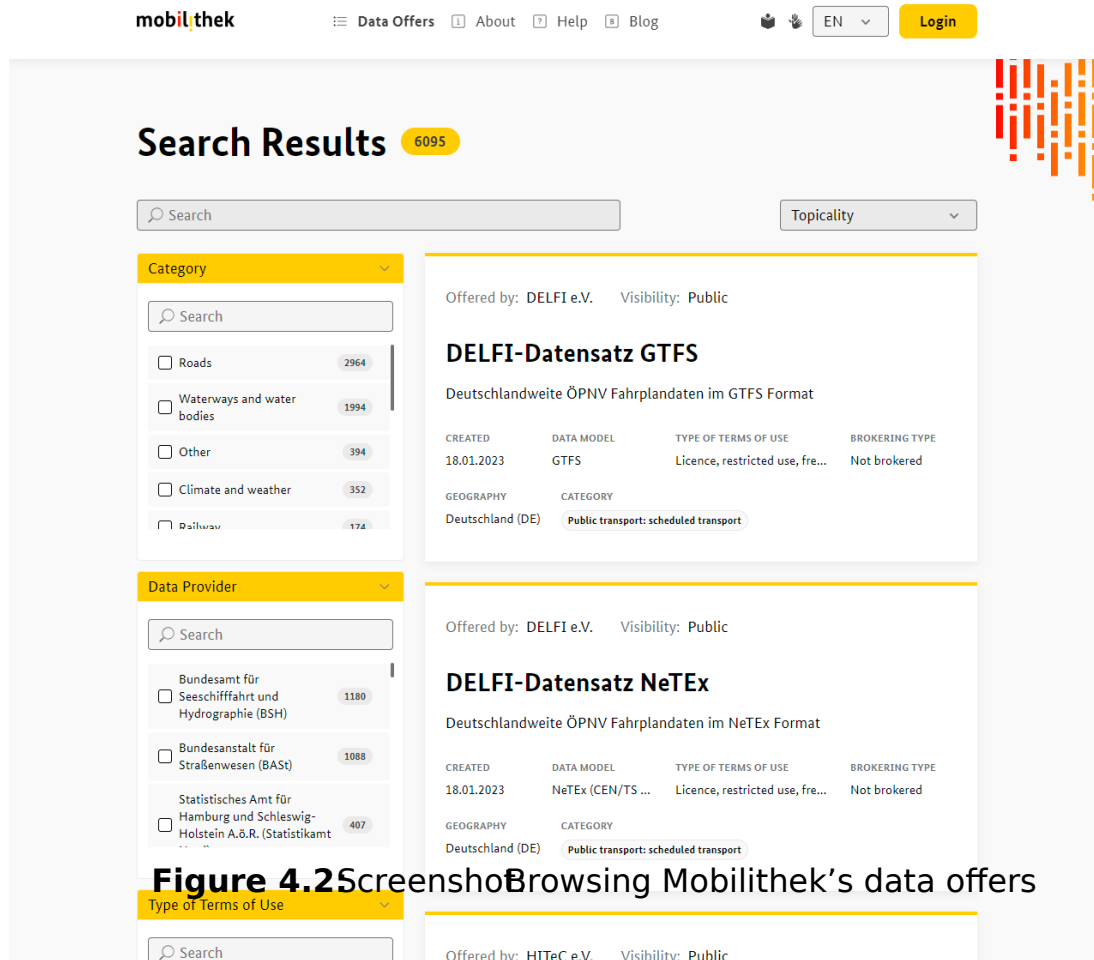 mobilithek
Data Offers
About
Help
Blog
EN
Login
Search Results 6095
Search
Topicality
Category
Search
Roads 2964
Waterways and water
bodies 1994
Other 394
Climate and weather 352
Railway 174
Data Provider
Search
Bundesamt für
Seeschifffahrt und
Hydrographie (BSH) 1180
Bundesanstalt für
Straßenwesen (BASt) 1088
Statistisches Amt für
Hamburg und Schleswig-
Holstein A.ö.R. (Statistikamt 407
Type of Terms of Use
Search
Offered by: DELFI e.V. Visibility: Public
DELFI-Datensatz GTFS
Deutschlandweite ÖPNV Fahrplandaten im GTFS Format
CREATED DATA MODEL TYPE OF TERMS OF USE BROKERING TYPE
18.01.2023 GTFS Licence, restricted use, fre... Not brokered
GEOGRAPHY CATEGORY
Deutschland (DE) Public transport: scheduled transport
Offered by: DELFI e.V. Visibility: Public
DELFI-Datensatz NeTEx
Deutschlandweite ÖPNV Fahrplandaten im NeTEx Format
CREATED DATA MODEL TYPE OF TERMS OF USE BROKERING TYPE
18.01.2023 NeTEx (CEN/TS ... Licence, restricted use, fre... Not brokered
GEOGRAPHY CATEGORY
Deutschland (DE) Public transport: scheduled transport
Offered by: HITeC e.V. Visibility: Public
Figure 4.2: Screenshot: Browsing Mobilithek’s data offers